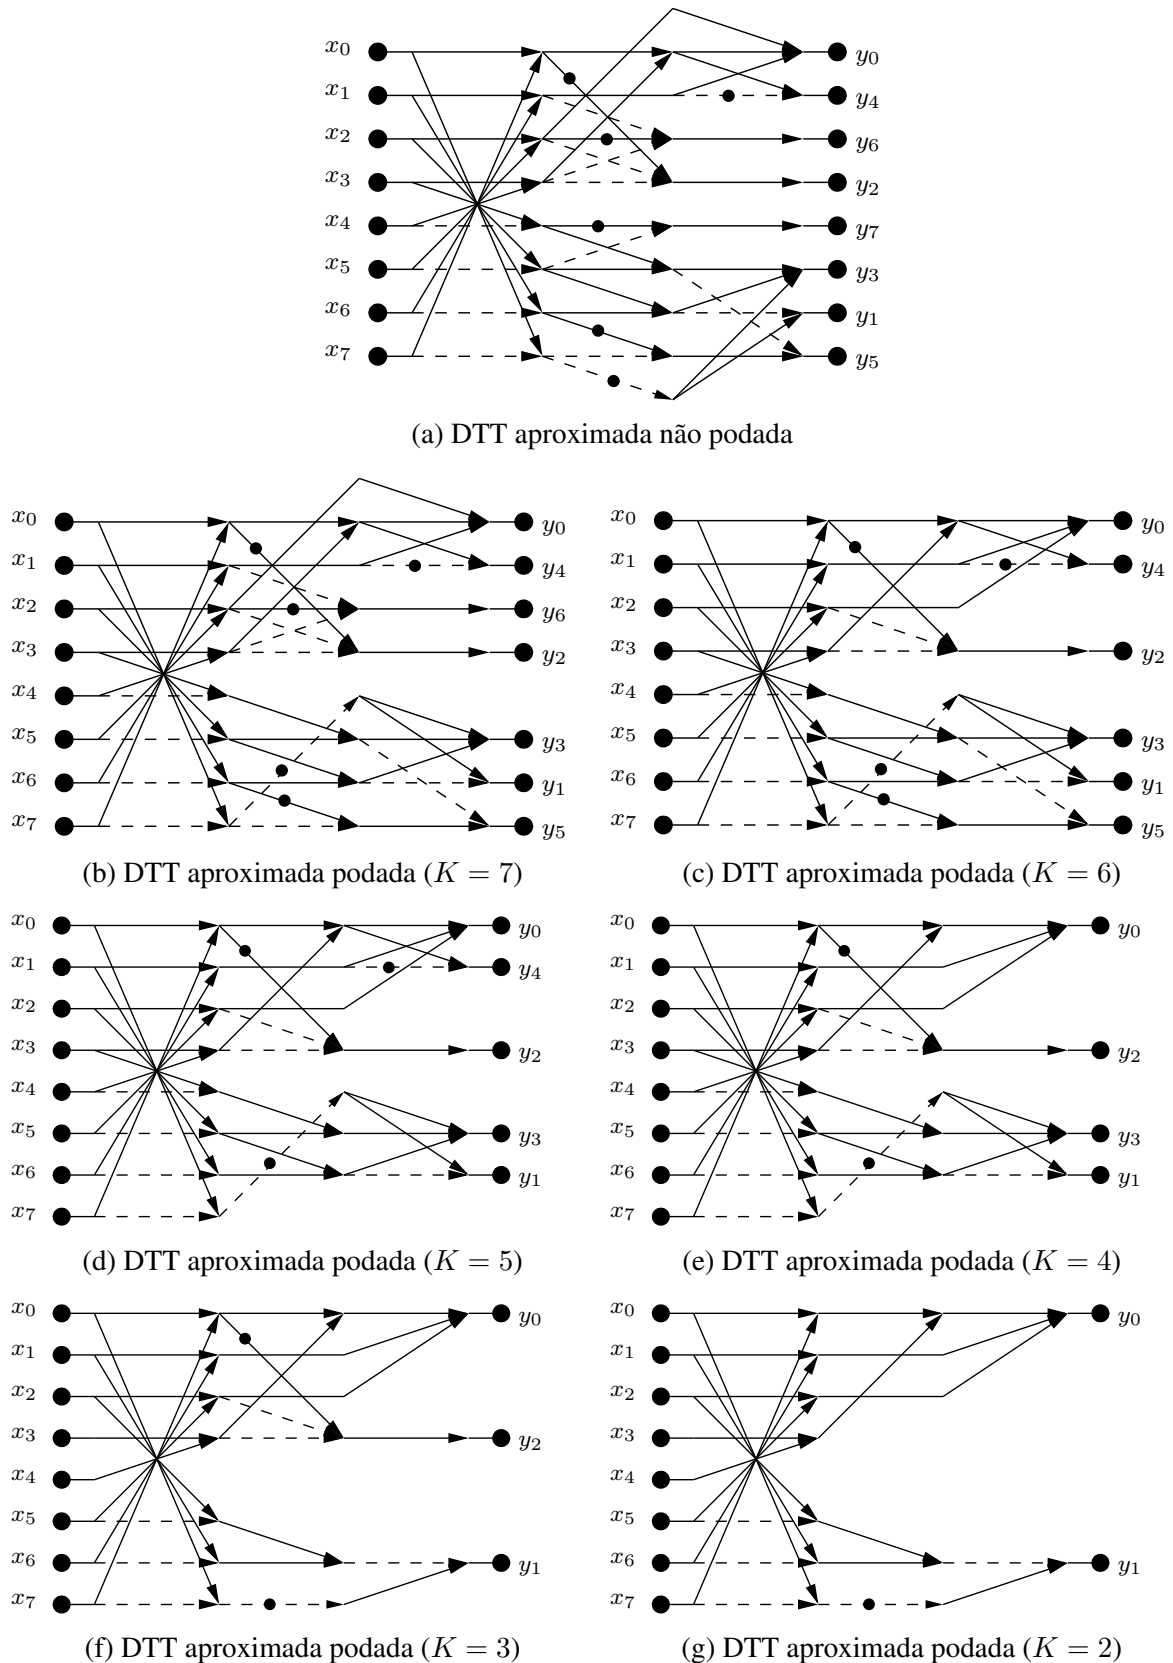 x0 y0
x1 y4
x2 y6
x3 y2
x4 y7
x5 y3
x6 y1
x7 y5
(a) DTT aproximada não podada
x0 y0
x1 y4
x2 y6
x3 y2
x4
x5 y3
x6 y1
x7 y5
(b) DTT aproximada podada (K = 7)
x0 y0
x1 y4
x2
x3 y2
x4
x5 y3
x6 y1
x7 y5
(c) DTT aproximada podada (K = 6)
x0 y0
x1 y4
x2
x3 y2
x4
x5 y3
x6 y1
x7
(d) DTT aproximada podada (K = 5)
x0 y0
x1
x2
x3 y2
x4
x5 y3
x6 y1
x7
(e) DTT aproximada podada (K = 4)
x0 y0
x1
x2
x3 y2
x4
x5
x6 y1
x7
(f) DTT aproximada podada (K = 3)
x0 y0
x1
x2
x3
x4
x5
x6 y1
x7
(g) DTT aproximada podada (K = 2)